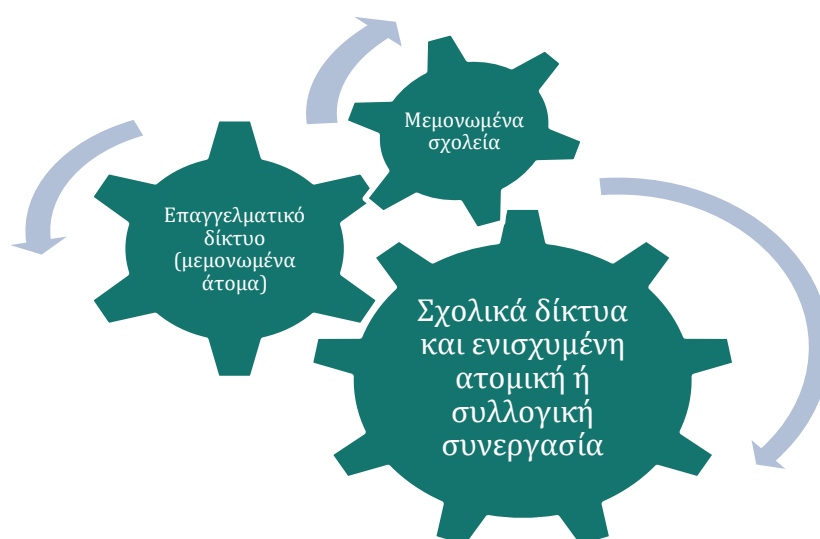 Μεμονωμένα
σχολεία
Επαγγελματικό
δίκτυο
(μεμονωμένα
άτομα)
Σχολικά δίκτυα
και ενισχυμένη
ατομική ή
συλλογική
συνεργασία